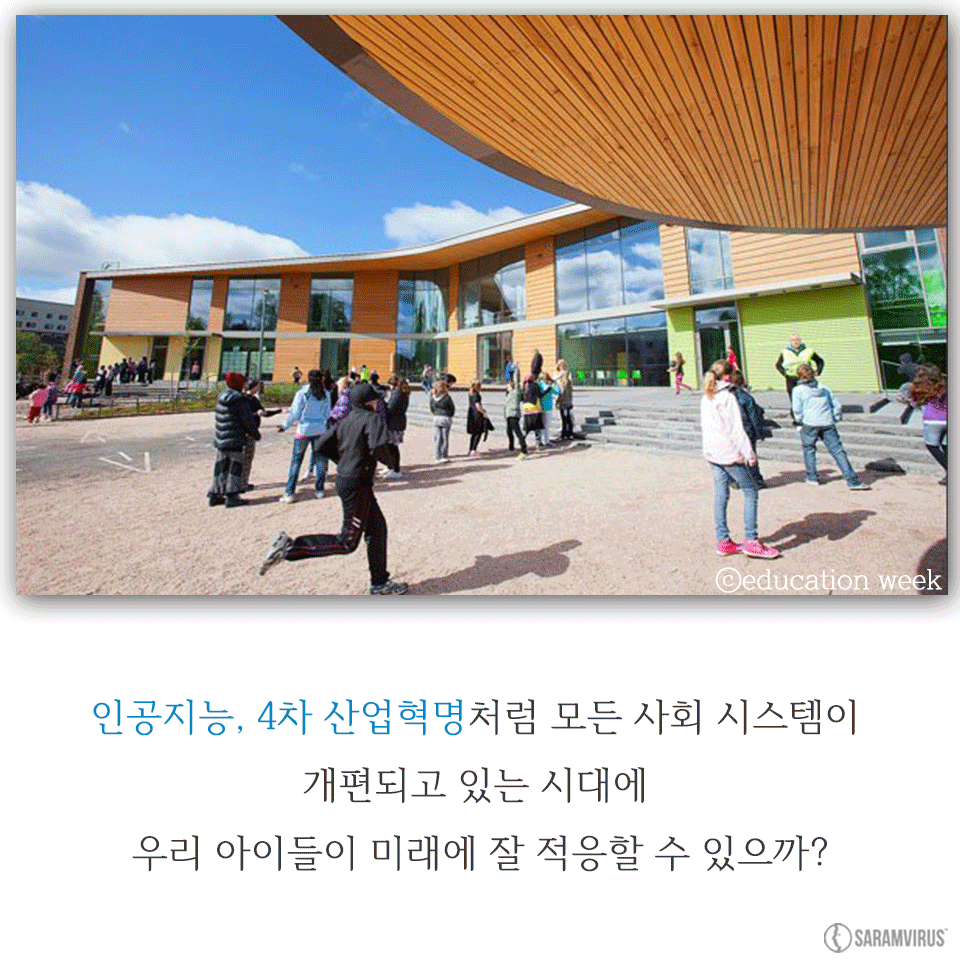 ©education week
인공지능, 4차 산업혁명처럼 모든 사회 시스템이
개편되고 있는 시대에
우리 아이들이 미래에 잘 적응할 수 있으까?
SARAMVIRUS™